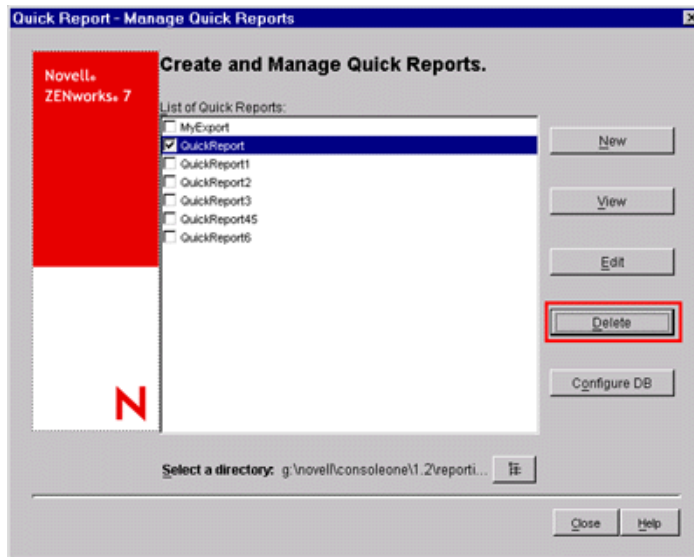 Quick Report - Manage Quick Reports
Novell®
ZENworks® 7
Create and Manage Quick Reports.
List of Quick Reports:
MyExport
QuickReport
QuickReport1
QuickReport2
QuickReport3
QuickReport45
QuickReport6
New
View
Edit
Delete
Configure DB
N
Select a directory: g:\novell\consoleone\1.2\reporti...
Close
Help